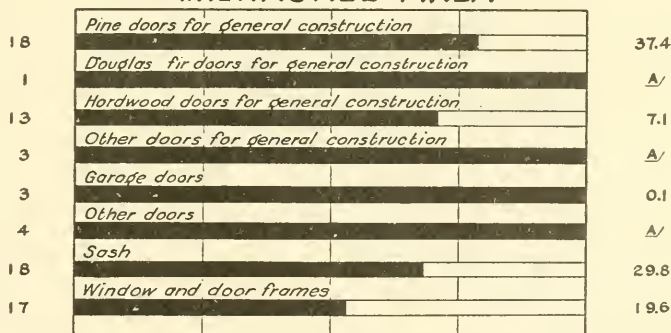 Pine doors for general construction
18 37.4
Douglas fir doors for general construction
1 A/
Hardwood doors for general construction
13 7.1
Other doors for general construction
3 A/
Garage doors
3 0.1
Other doors
4 A/
Sash
18 29.8
Window and door frames
17 19.6